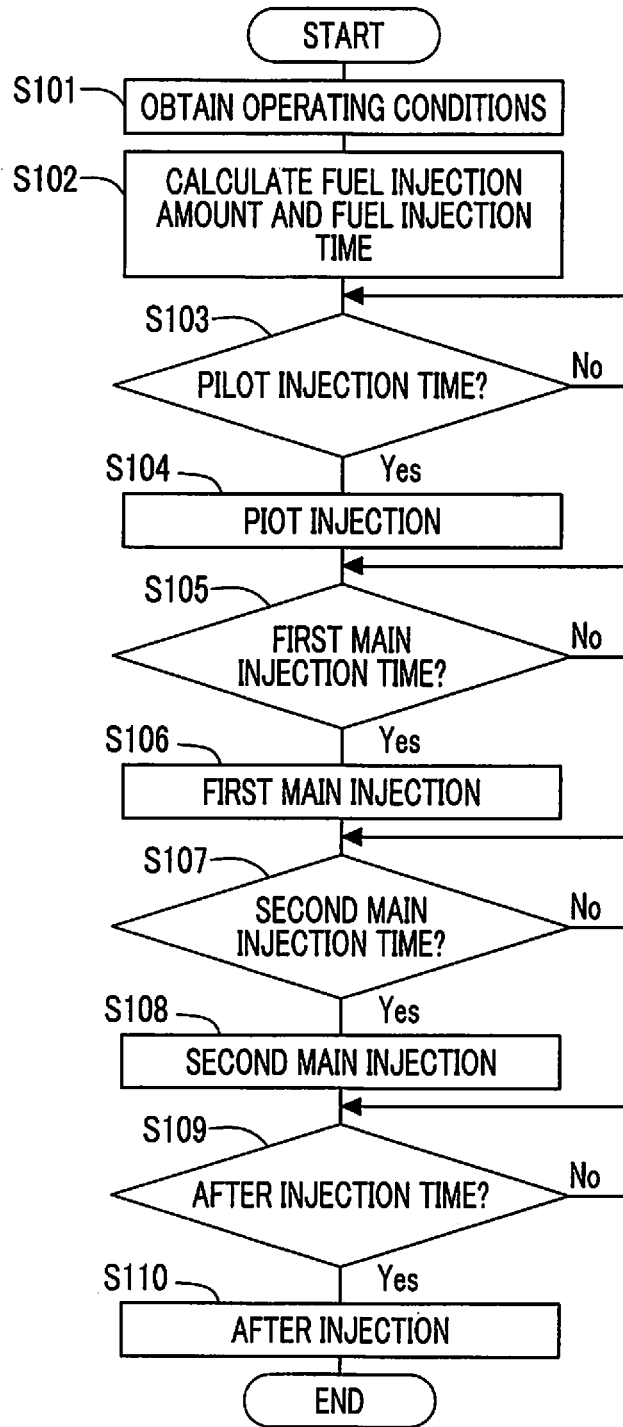 START
S101
OBTAIN OPERATING CONDITIONS
S102
CALCULATE FUEL INJECTION
AMOUNT AND FUEL INJECTION
TIME
S103
PILOT INJECTION TIME?
No
Yes
S104
PIOT INJECTION
S105
FIRST MAIN
INJECTION TIME?
No
Yes
S106
FIRST MAIN INJECTION
S107
SECOND MAIN
INJECTION TIME?
No
Yes
S108
SECOND MAIN INJECTION
S109
AFTER INJECTION TIME?
No
Yes
S110
AFTER INJECTION
END